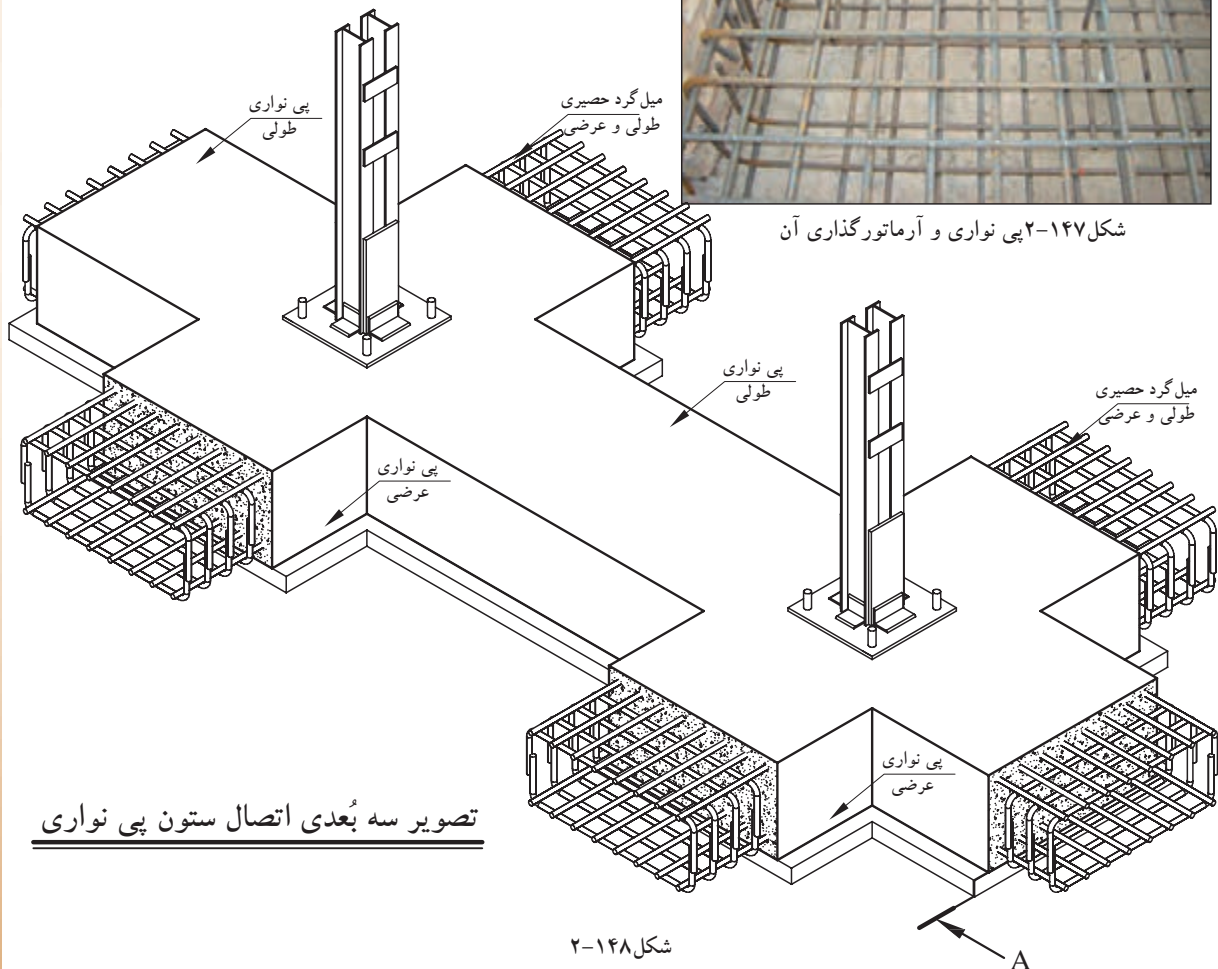 پی نواری
طولی
میل‌گرد حصیری
طولی و عرضی
شکل۱۴۷-۲پی نواری و آرماتورگذاری آن
پی نواری
طولی
میل‌گرد حصیری
طولی و عرضی
پی نواری
عرضی
پی نواری
عرضی
تصویر سه بُعدی اتصال ستون پی نواری
شکل۱۴۸-۲
A